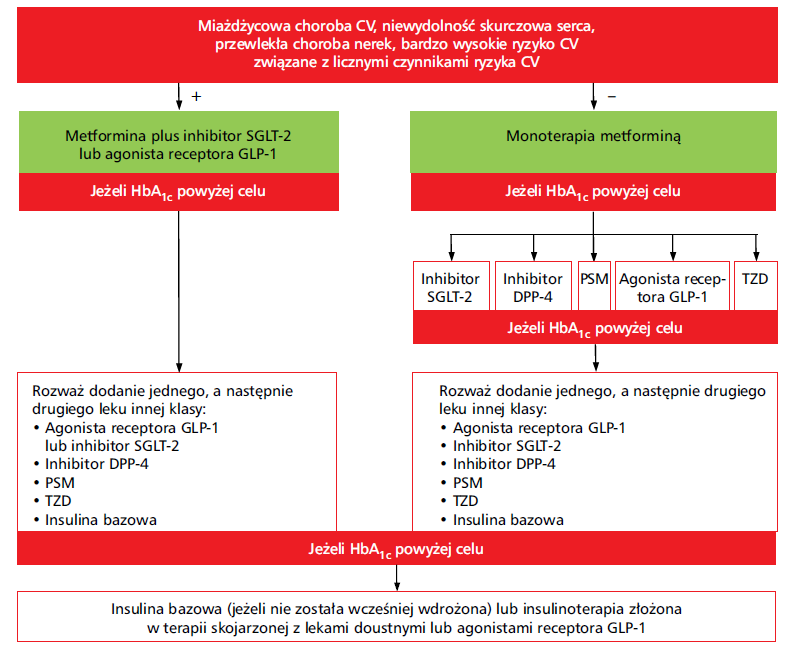 Miażdżycowa choroba CV, niewydolność skurczowa serca,
przewlekła choroba nerek, bardzo wysokie ryzyko CV
związane z licznymi czynnikami ryzyka CV
+
–
Metformina plus inhibitor SGLT-2
lub agonista receptora GLP-1
Jeżeli HbA1c powyżej celu
Monoterapia metforminą
Jeżeli HbA1c powyżej celu
Inhibitor
SGLT-2
Inhibitor
DPP-4
PSM
Agonista recep-
tora GLP-1
TZD
Jeżeli HbA1c powyżej celu
Rozważ dodanie jednego, a następnie
drugiego leku innej klasy:
• Agonista receptora GLP-1
lub inhibitor SGLT-2
• Inhibitor DPP-4
• PSM
• TZD
• Insulina bazowa
Rozważ dodanie jednego, a następnie
drugiego leku innej klasy:
• Agonista receptora GLP-1
• Inhibitor SGLT-2
• Inhibitor DPP-4
• PSM
• TZD
• Insulina bazowa
Jeżeli HbA1c powyżej celu
Insulina bazowa (jeżeli nie została wcześniej wdrożona) lub insulinoterapia złożona
w terapii skojarzonej z lekami doustnymi lub agonistami receptora GLP-1